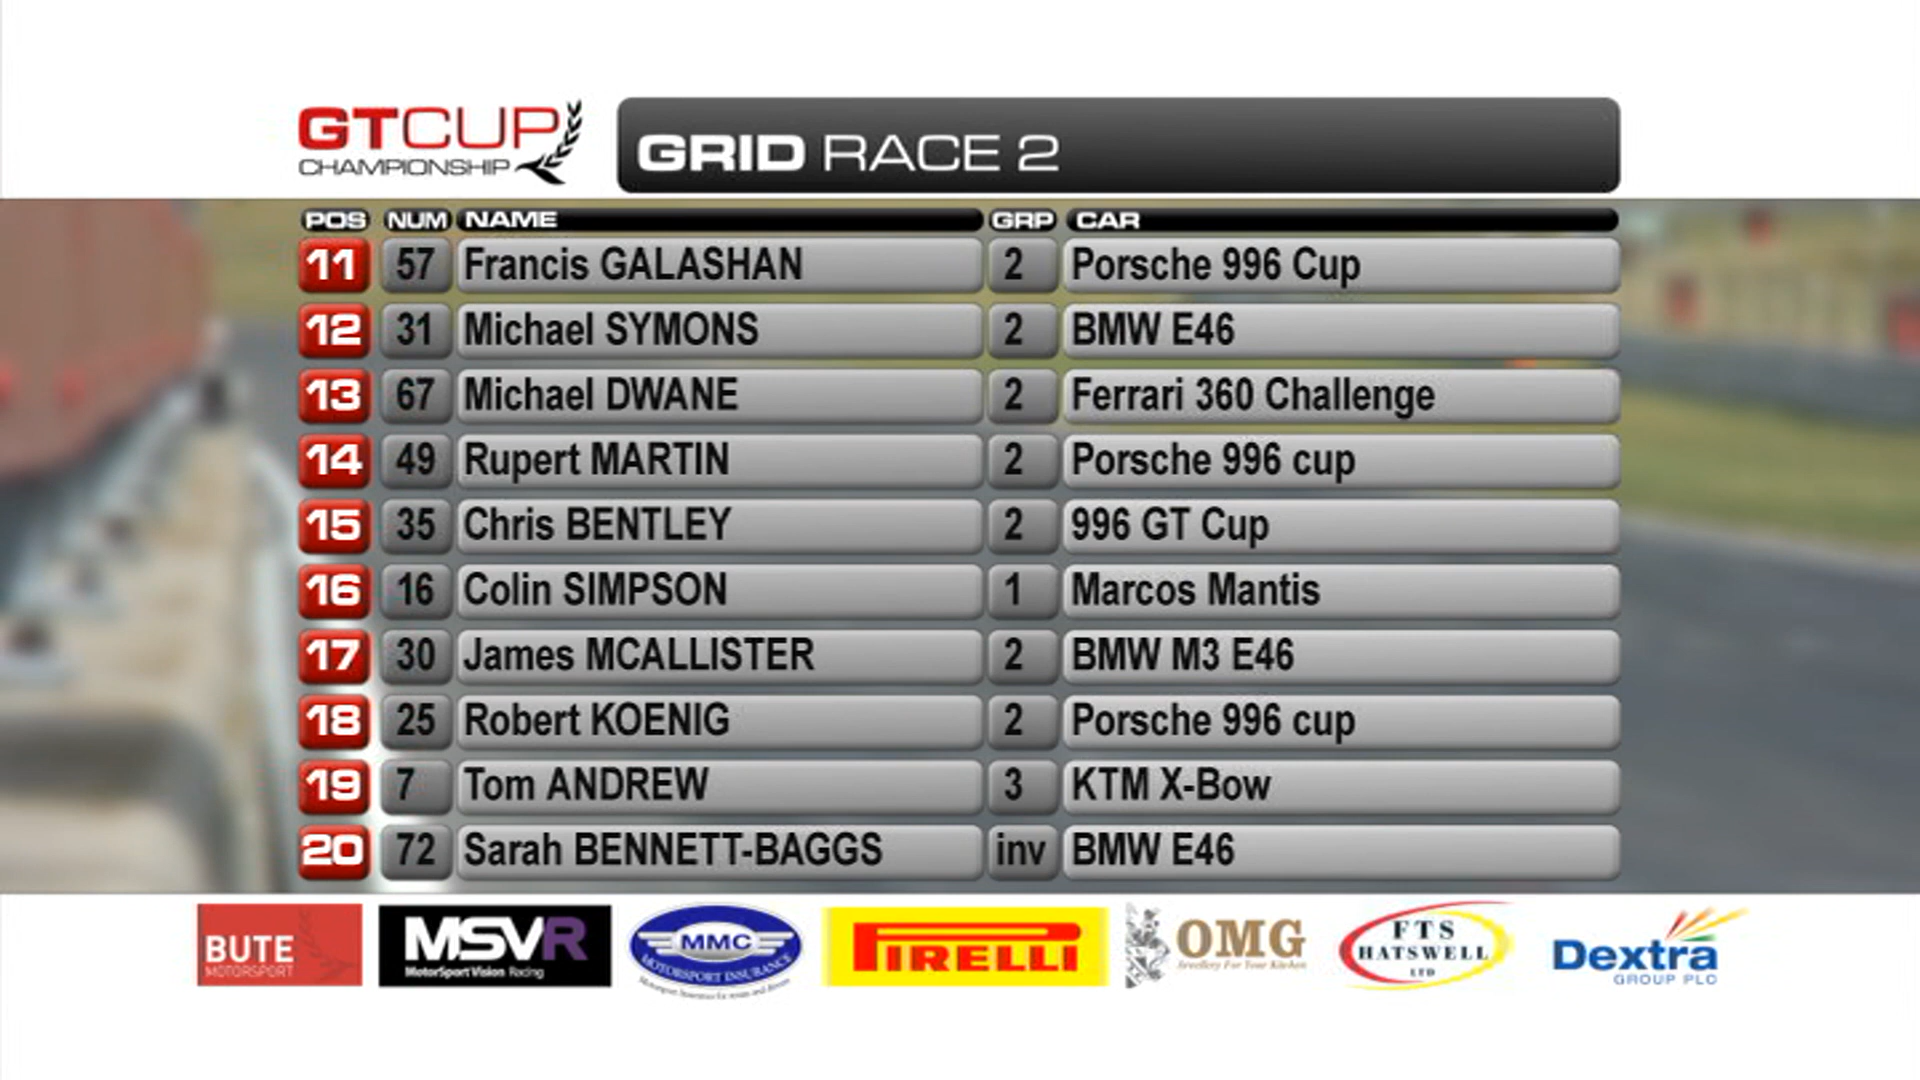 GTCUP
CHAMPIONSHIP
GRID RACE 2
POS NUM NAME GRP CAR
11 57 Francis GALASHAN 2 Porsche 996 Cup
12 31 Michael SYMONS 2 BMW E46
13 67 Michael DWANE 2 Ferrari 360 Challenge
14 49 Rupert MARTIN 2 Porsche 996 cup
15 35 Chris BENTLEY 2 996 GT Cup
16 16 Colin SIMPSON 1 Marcos Mantis
17 30 James MCALLISTER 2 BMW M3 E46
18 25 Robert KOENIG 2 Porsche 996 cup
19 7 Tom ANDREW 3 KTM X-Bow
20 72 Sarah BENNETT-BAGGS inv BMW E46
BUTE
MOTORSPORT
MSVR
MotorSport Vision Racing
MMC
MOTORSPORT INSURANCE
PIRELLI
OMG
Jewellery For Your Kitchen
FTS
HATSWELL
LTD
Dextra
GROUP PLC